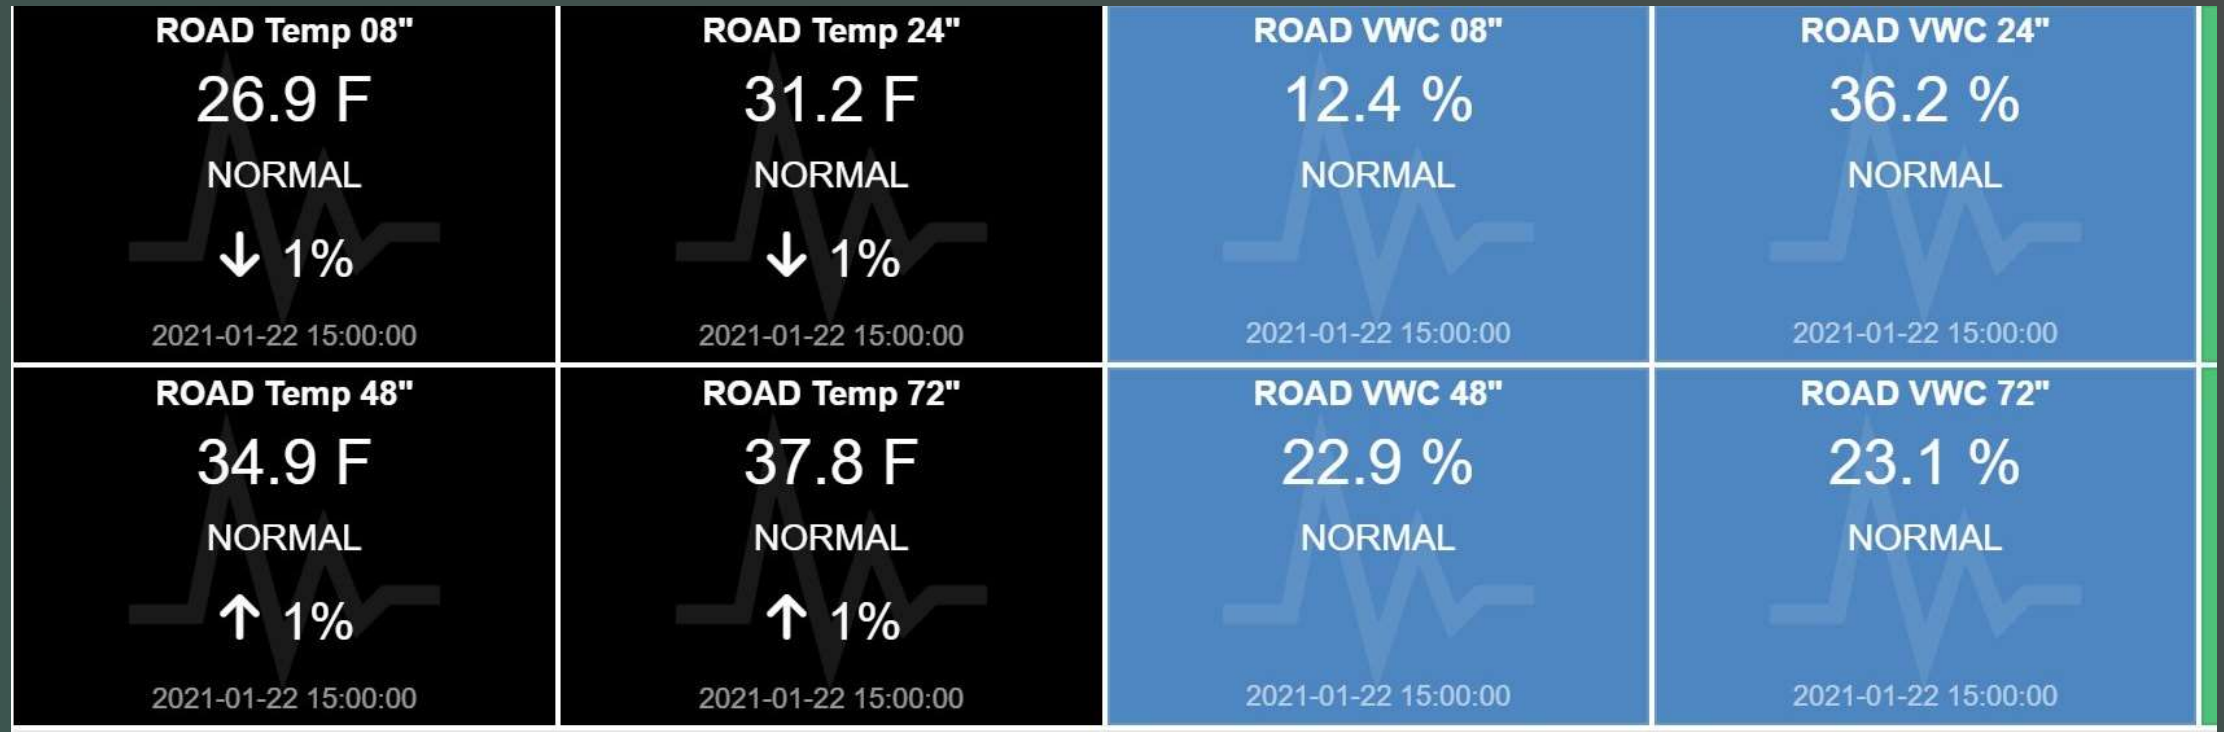 ROAD Temp 08"
26.9 F
NORMAL
↓ 1%
2021-01-22 15:00:00
ROAD Temp 24"
31.2 F
NORMAL
↓ 1%
2021-01-22 15:00:00
ROAD VWC 08"
12.4 %
NORMAL
2021-01-22 15:00:00
ROAD VWC 24"
36.2 %
NORMAL
2021-01-22 15:00:00
ROAD Temp 48"
34.9 F
NORMAL
↑ 1%
2021-01-22 15:00:00
ROAD Temp 72"
37.8 F
NORMAL
↑ 1%
2021-01-22 15:00:00
ROAD VWC 48"
22.9 %
NORMAL
2021-01-22 15:00:00
ROAD VWC 72"
23.1 %
NORMAL
2021-01-22 15:00:00